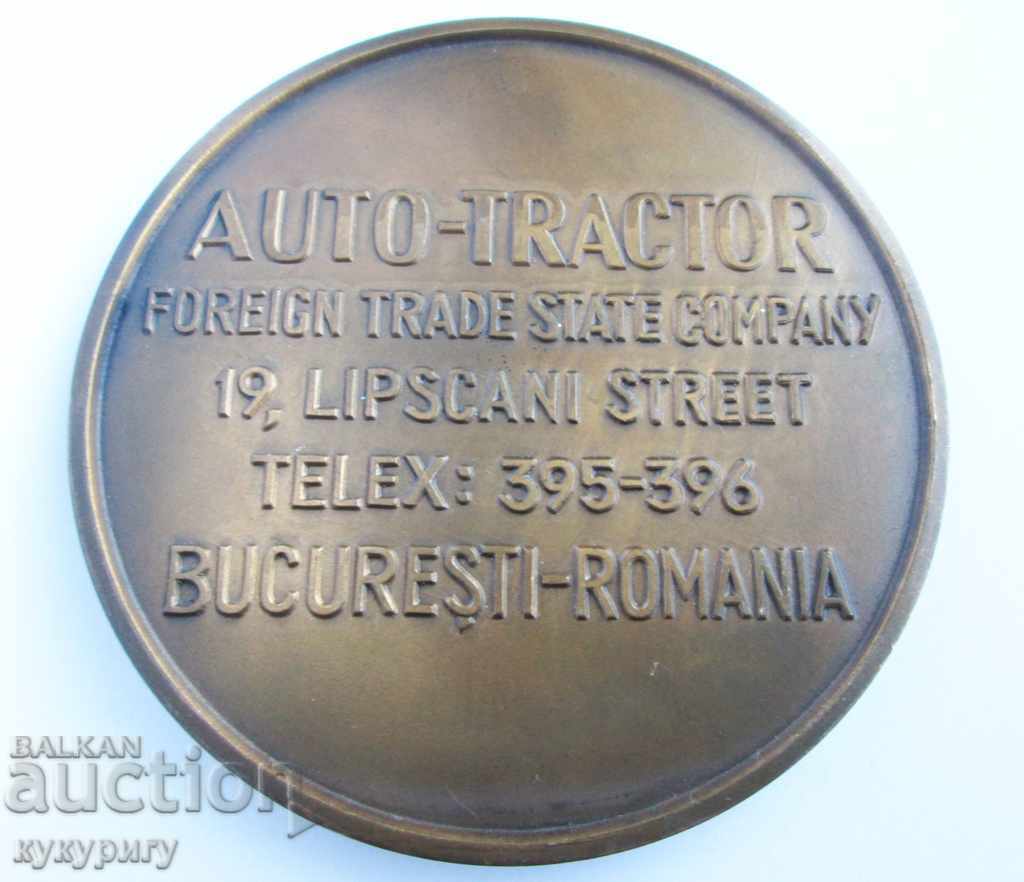 AUTO-TRACTOR
FOREIGN TRADE STATE COMPANY
19, LIPSCANI STREET
TELEX: 395=396
BUCUREȘTI-ROMANIA
BALKAN
auction
кукуригу